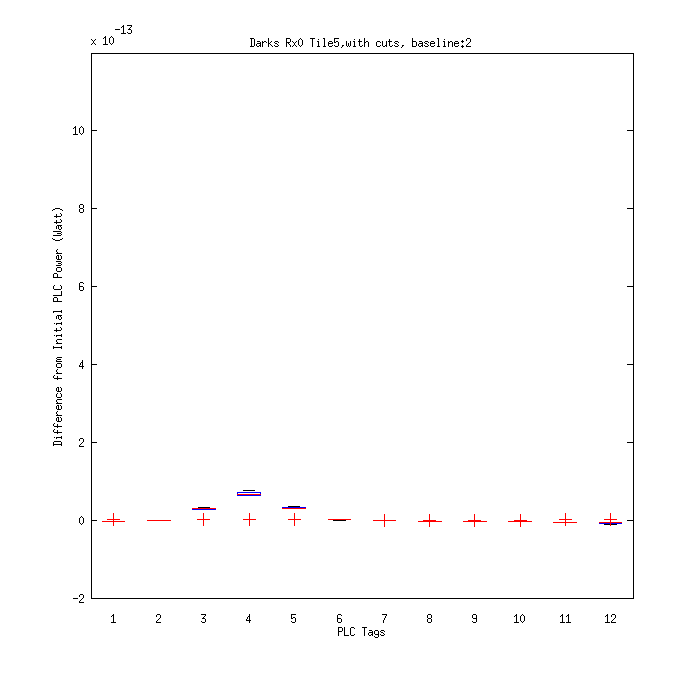 x 10
-13
Darks Rx0 Tile5,with cuts, baseline:2
10
8
6
4
2
0
-2
Difference from Initial PLC Power (Watt)
1 2 3 4 5 6 7 8 9 10 11 12
PLC Tags